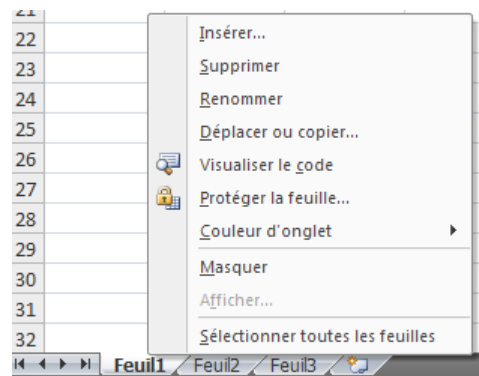 21
22
23
24
25
26
27
28
29
30
31
32
Insérer...
Supprimer
Renommer
Déplacer ou copier...
Visualiser le code
Protéger la feuille...
Couleur d'onglet
Masquer
Afficher...
Sélectionner toutes les feuilles
Feuil1 Feuil2 Feuil3